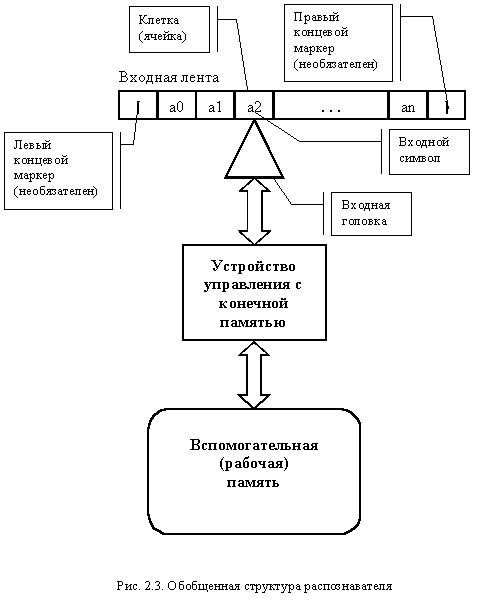 Клетка
(ячейка)
Правый
концевой
маркер
(необязателен)
Входная лента
[ a0 a1 a2 . . . an ]
Левый
концевой
маркер
(необязателен)
Входной
символ
Входная
головка
Устройство
управления с
конечной
памятью
Вспомогательная
(рабочая)
память
Рис. 2.3. Обобщенная структура распознавателя